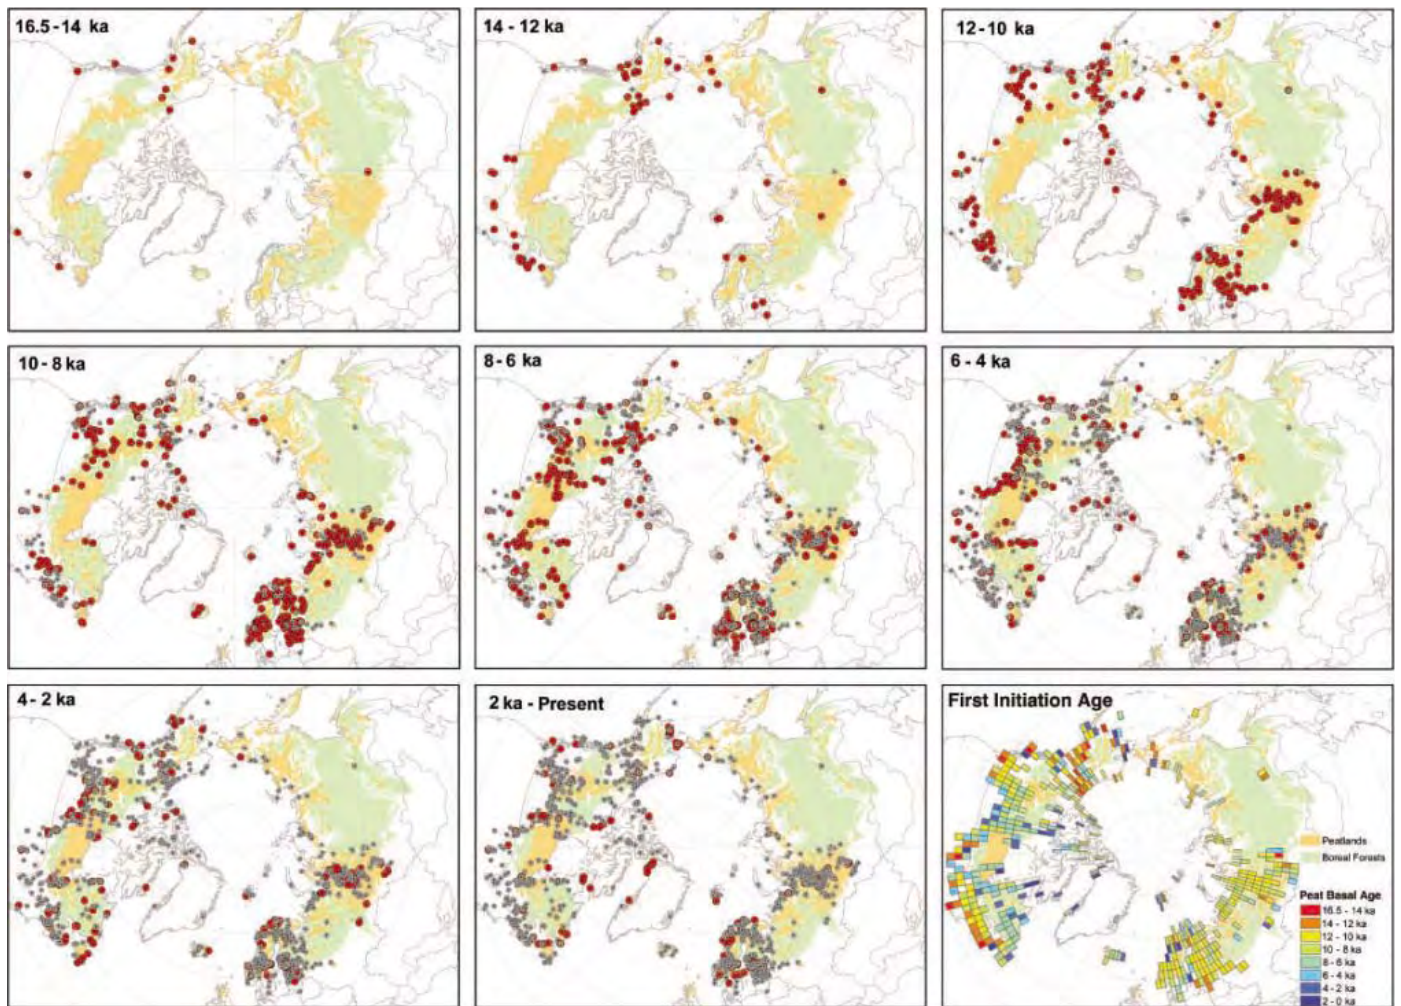 16.5-14 ka
14 - 12 ka
12-10 ka
10 - 8 ka
8 - 6 ka
6 - 4 ka
4 - 2 ka
2 ka - Present
First Initiation Age
Peatlands
Boreal Forests
Peat Basal Age
16.5 - 14 ka
14 - 12 ka
12 - 10 ka
10 - 8 ka
8 - 6 ka
6 - 4 ka
4 - 2 ka
2 - 0 ka